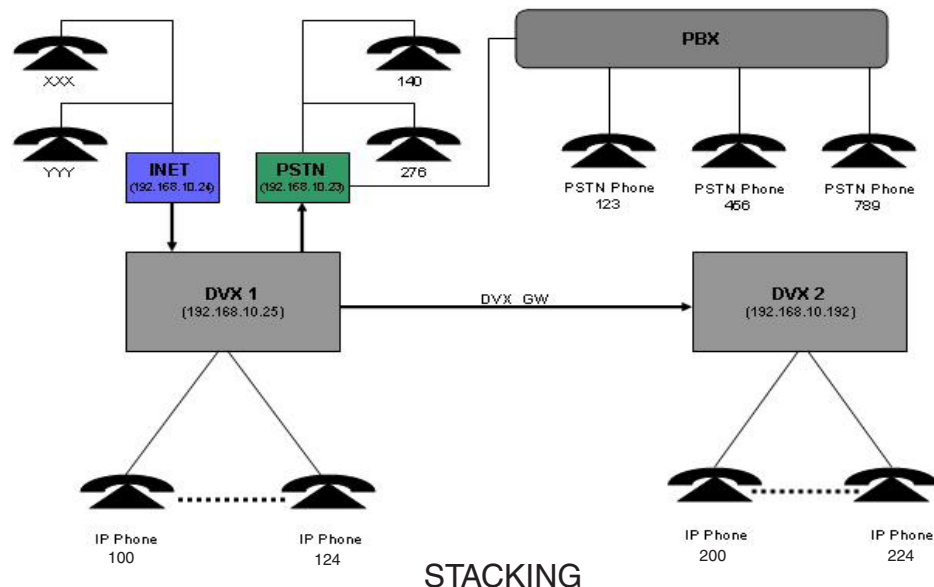 PBX
XXX
140
YYY
276
INET
(192.168.10.24)
PSTN
(192.168.10.23)
PSTN Phone
123
PSTN Phone
456
PSTN Phone
789
DVX 1
(192.168.10.25)
DVX GW
DVX 2
(192.168.10.192)
IP Phone
100
IP Phone
124
IP Phone
200
IP Phone
224
STACKING